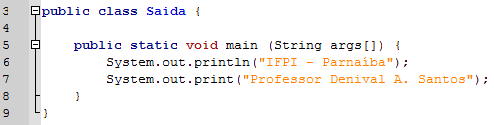 3 public class Saida {
4
5 public static void main (String args[]) {
6 System.out.println("IFPI - Parnaíba");
7 System.out.print("Professor Denival A. Santos");
8 }
9 }